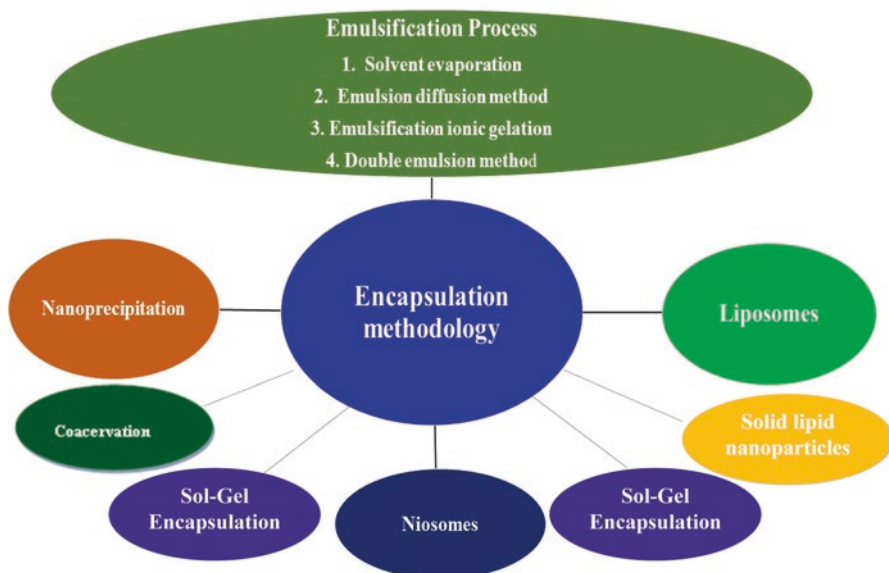 Emulsification Process
1. Solvent evaporation
2. Emulsion diffusion method
3. Emulsification ionic gelation
4. Double emulsion method
Nanoprecipitation
Encapsulation
methodology
Liposomes
Coacervation
Solid lipid
nanoparticles
Sol-Gel
Encapsulation
Niosomes
Sol-Gel
Encapsulation